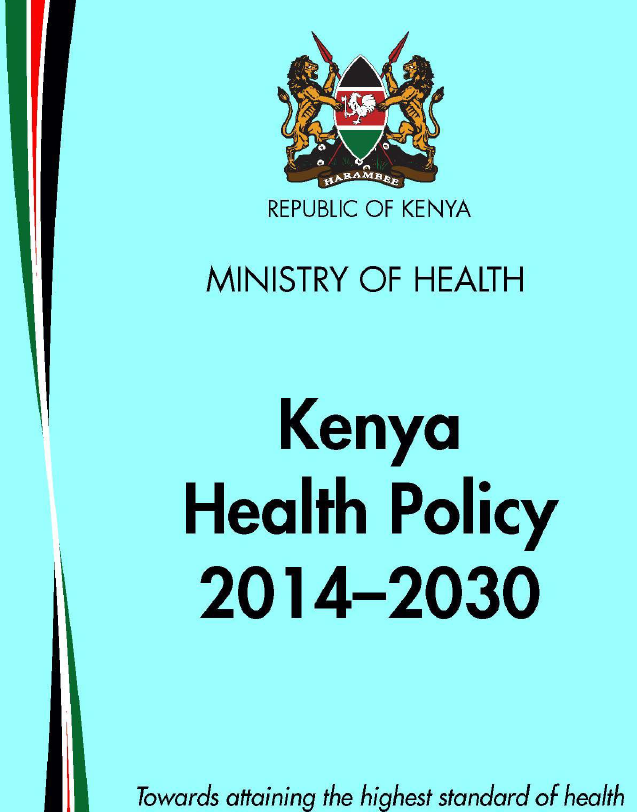 HARAMBEE
REPUBLIC OF KENYA
MINISTRY OF HEALTH
Kenya
Health Policy
2014–2030
Towards attaining the highest standard of health